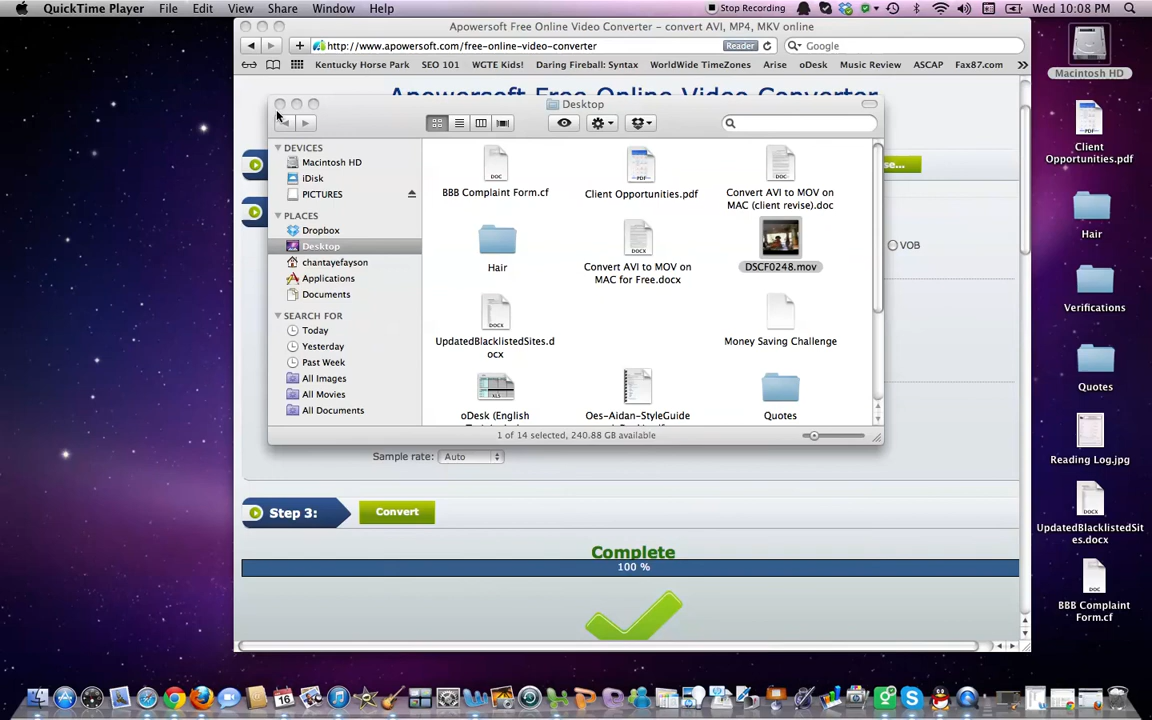 QuickTime Player File Edit View Share Window Help Stop Recording Wed 10:08 PM
Apowersoft Free Online Video Converter – convert AVI, MP4, MKV online
http://www.apowersoft.com/free-online-video-converter Reader Google
Kentucky Horse Park SEO 101 WGTE Kids! Daring Fireball: Syntax WorldWide TimeZones Arise oDesk Music Review ASCAP Fax87.com
Apowersoft Free Online Video Converter
Desktop
DEVICES
Macintosh HD
iDisk
PICTURES
PLACES
Dropbox
Desktop
chantayefayson
Applications
Documents
SEARCH FOR
Today
Yesterday
Past Week
All Images
All Movies
All Documents
BBB Complaint Form.cf
Client Opportunities.pdf
Convert AVI to MOV on
MAC (client revise).doc
Hair
Convert AVI to MOV on
MAC for Free.docx
DSCF0248.mov
UpdatedBlacklistedSites.d
ocx
Money Saving Challenge
oDesk (English
Oes-Aidan-StyleGuide
Quotes
1 of 14 selected, 240.88 GB available
VOB
Sample rate: Auto
Step 3: Convert
Complete
100 %
Macintosh HD
Client
Opportunities.pdf
Hair
Verifications
Quotes
Reading Log.jpg
UpdatedBlacklistedSit
es.docx
BBB Complaint
Form.cf